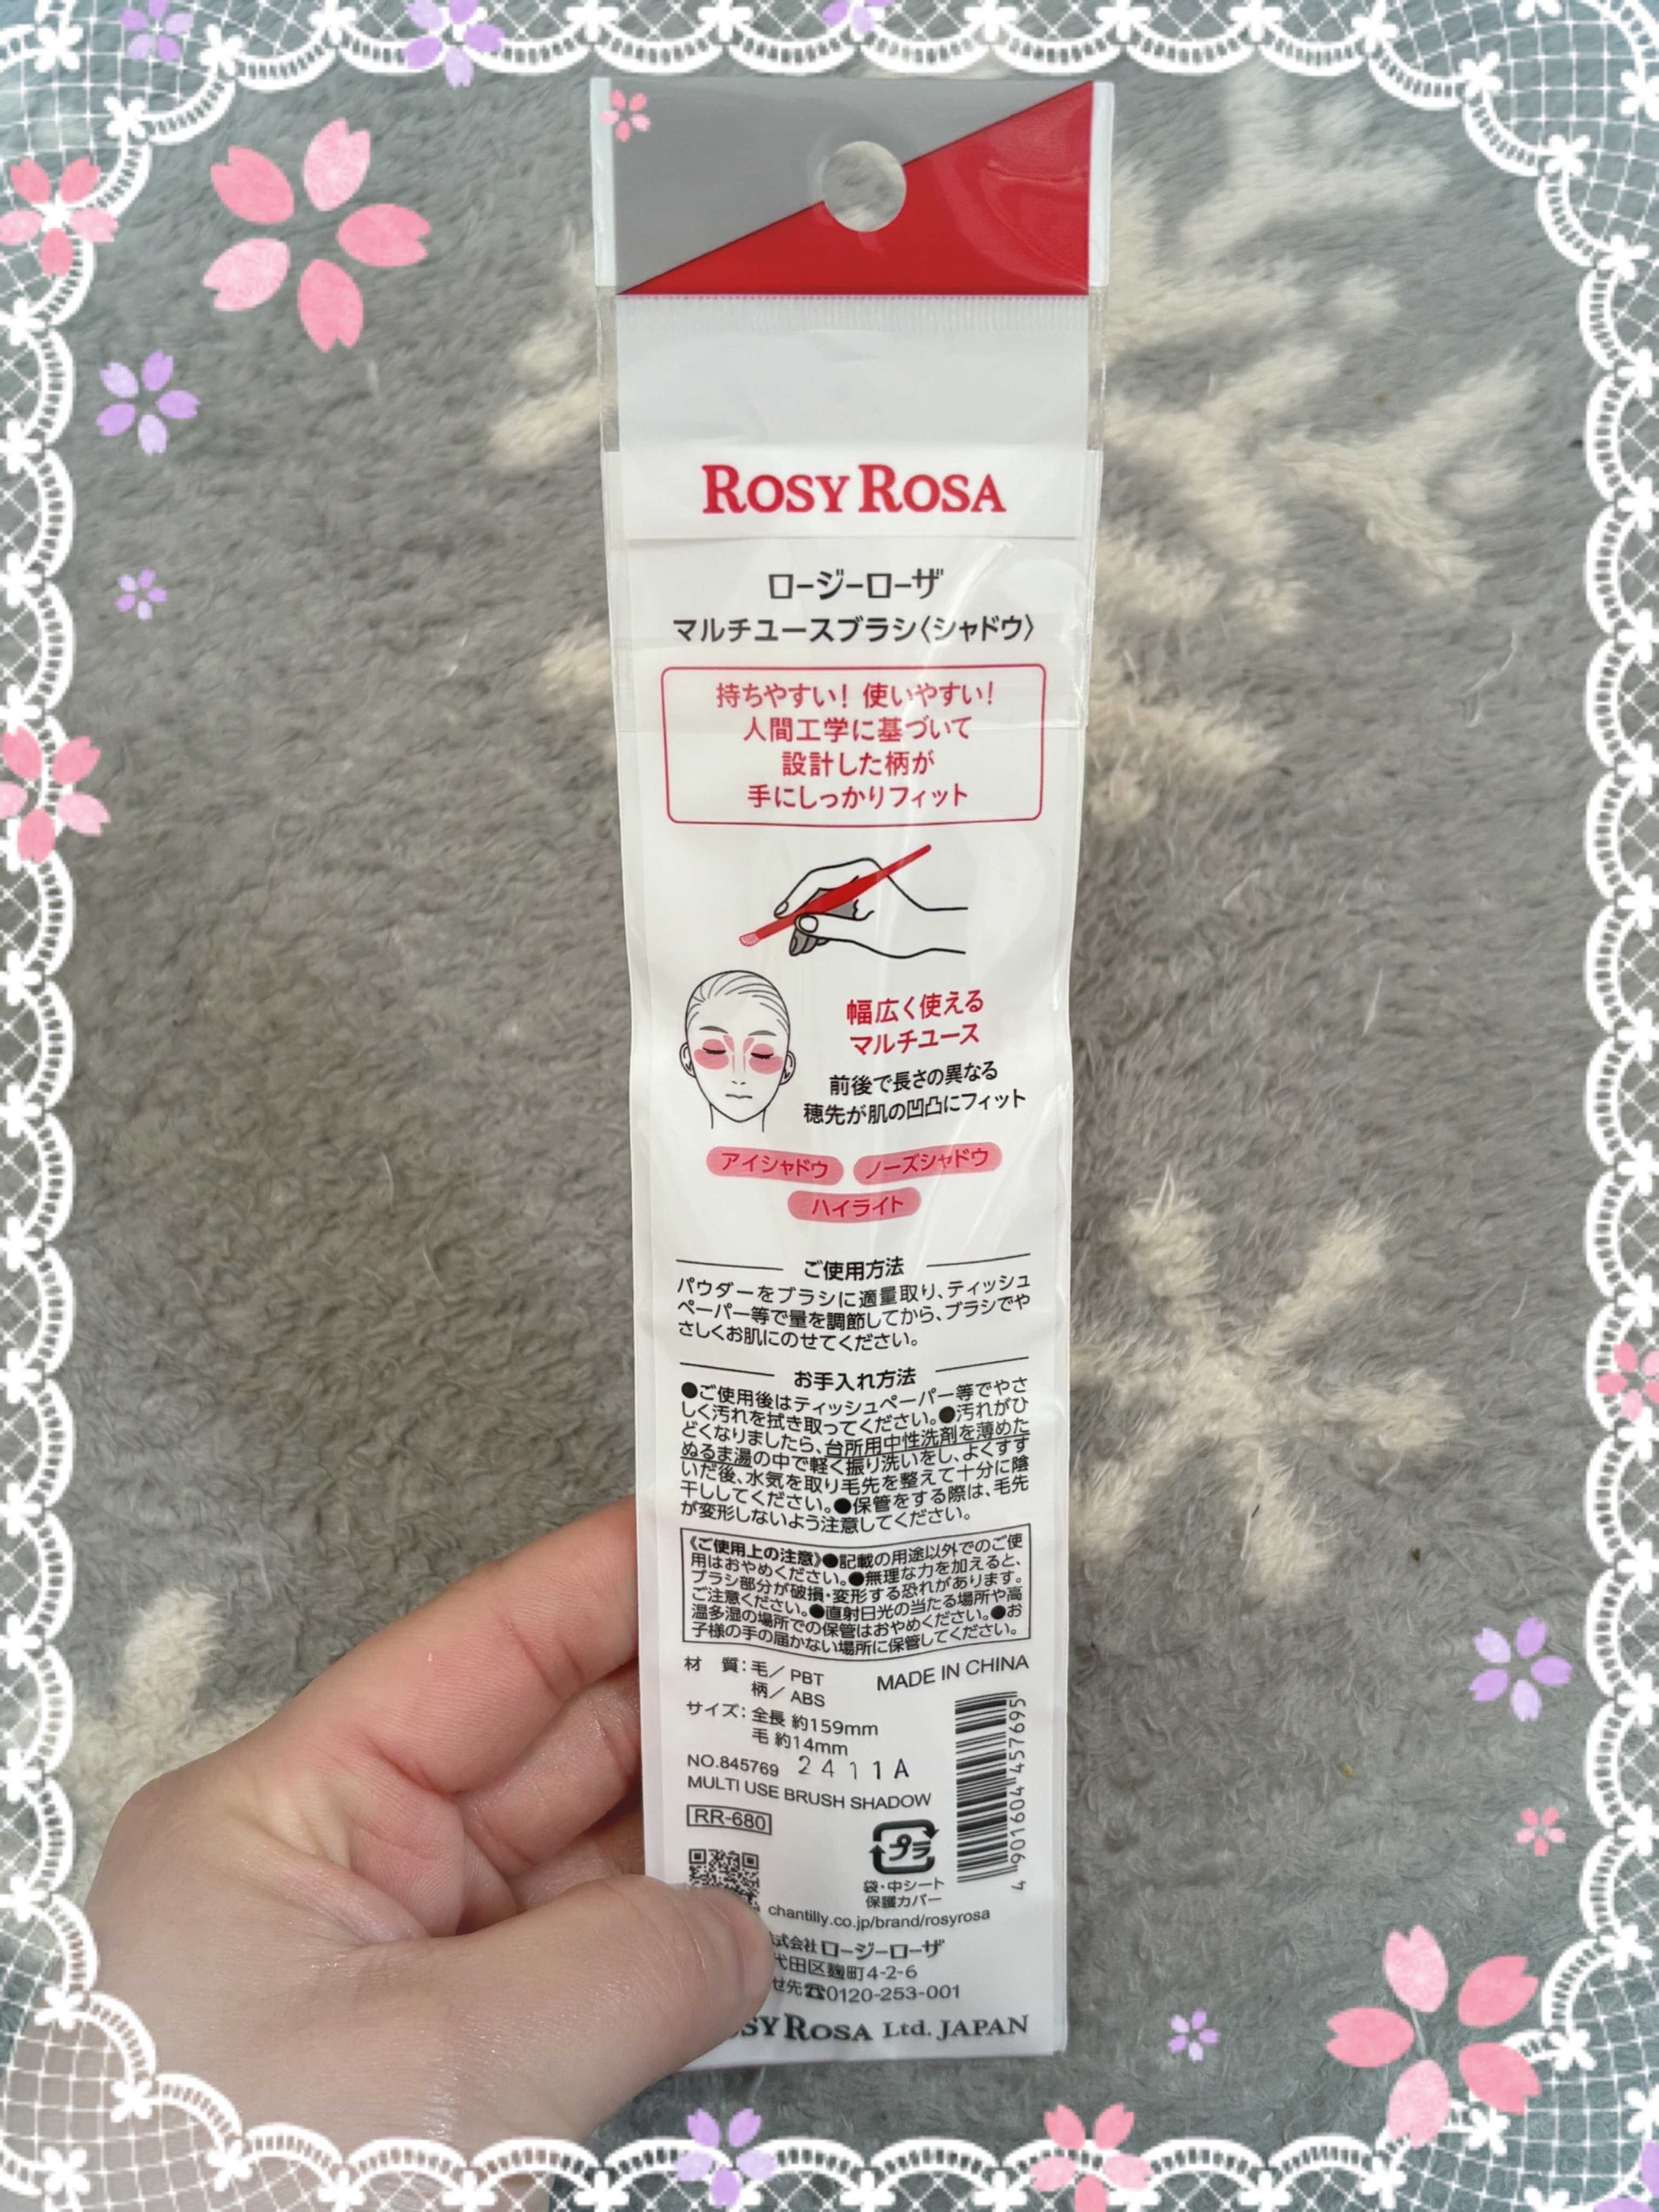 ROSY ROSA
ロージーローザ
マルチユースブラシ〈シャドウ〉
持ちやすい！使いやすい！
人間工学に基づいて
設計した柄が
手にしっかりフィット
幅広く使える
マルチユース
前後で長さの異なる
穂先が肌の凹凸にフィット
アイシャドウ ノーズシャドウ
ハイライト
ご使用方法
パウダーをブラシに適量取り、ティッシュ
ペーパー等で量を調節してから、ブラシでや
さしくお肌にのせてください。
お手入れ方法
●ご使用後はティッシュペーパー等でやさ
しく汚れを拭き取ってください。●汚れがひ
どくなりましたら、台所用中性洗剤を薄めた
ぬるま湯の中で軽く振り洗いをし、よくすす
いだ後、水気を取り毛先を整えて十分に陰
干ししてください。●保管をする際は、毛先
が変形しないよう注意してください。
《ご使用上の注意》●記載の用途以外でのご使
用はおやめください。●無理な力を加えると、
ブラシ部分が破損・変形する恐れがあります。
ご注意ください。●直射日光の当たる場所や高
温多湿の場所での保管はおやめください。●お
子様の手の届かない場所に保管してください。
材 質：毛／PBT
柄／ABS
MADE IN CHINA
サイズ：全長 約159mm
毛 約14mm
NO.845769 2411A
MULTI USE BRUSH SHADOW
RR-680
4 901604 457695
プラ
袋・中シート
保護カバー
chantilly.co.jp/brand/rosyrosa
式会社 ロージーローザ
代田区麹町4-2-6
せ先☎0120-253-001
SY ROSA Ltd. JAPAN